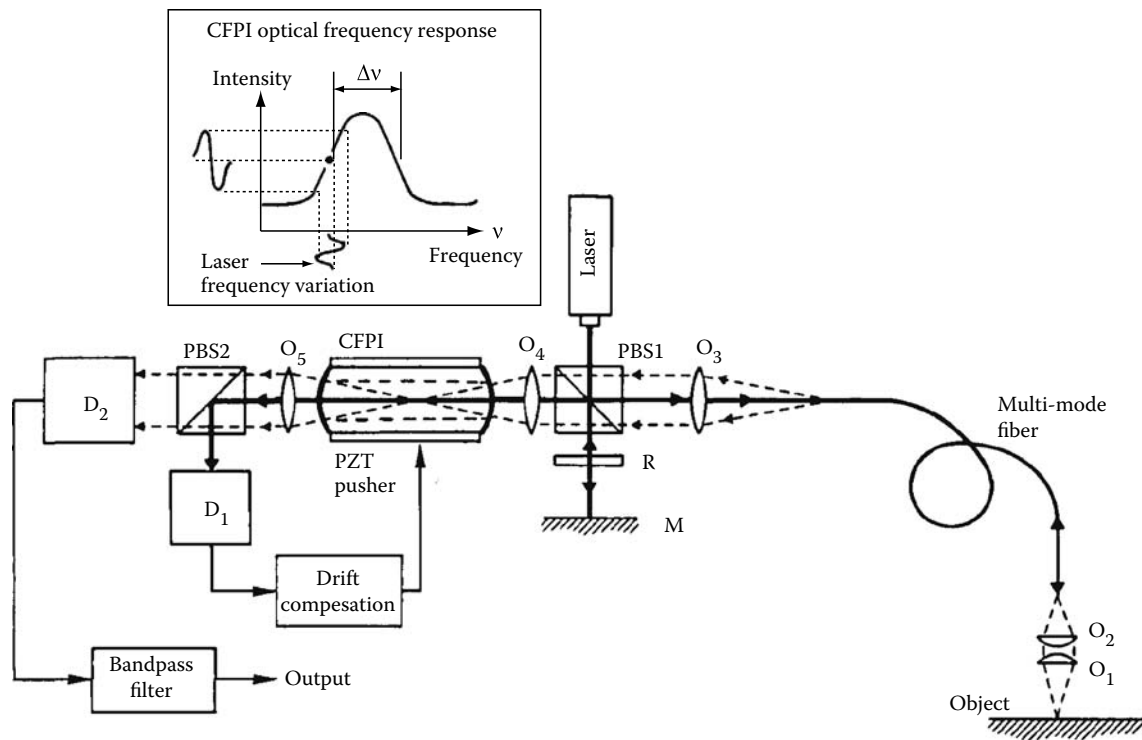 CFPI optical frequency response
Intensity
Δν
ν
Frequency
Laser
frequency variation
Laser
PBS2
O5
CFPI
O4
PBS1
O3
D2
Multi-mode
fiber
PZT
pusher
R
D1
M
Drift
compesation
O2
Bandpass
filter
Output
O1
Object